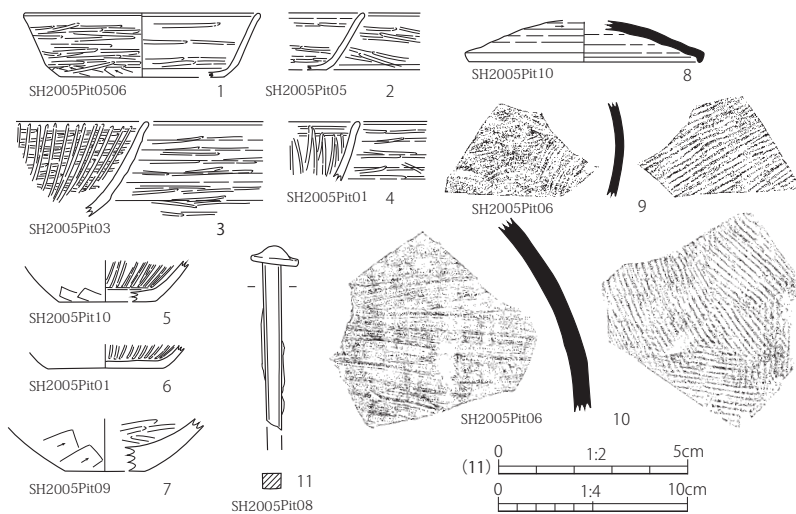 SH2005Pit0506 1
SH2005Pit05 2
SH2005Pit10 8
SH2005Pit03 3
SH2005Pit01 4
SH2005Pit06 9
SH2005Pit10 5
SH2005Pit01 6
SH2005Pit09 7
SH2005Pit08 11
SH2005Pit06 10
(11) 0 1:2 5cm
0 1:4 10cm